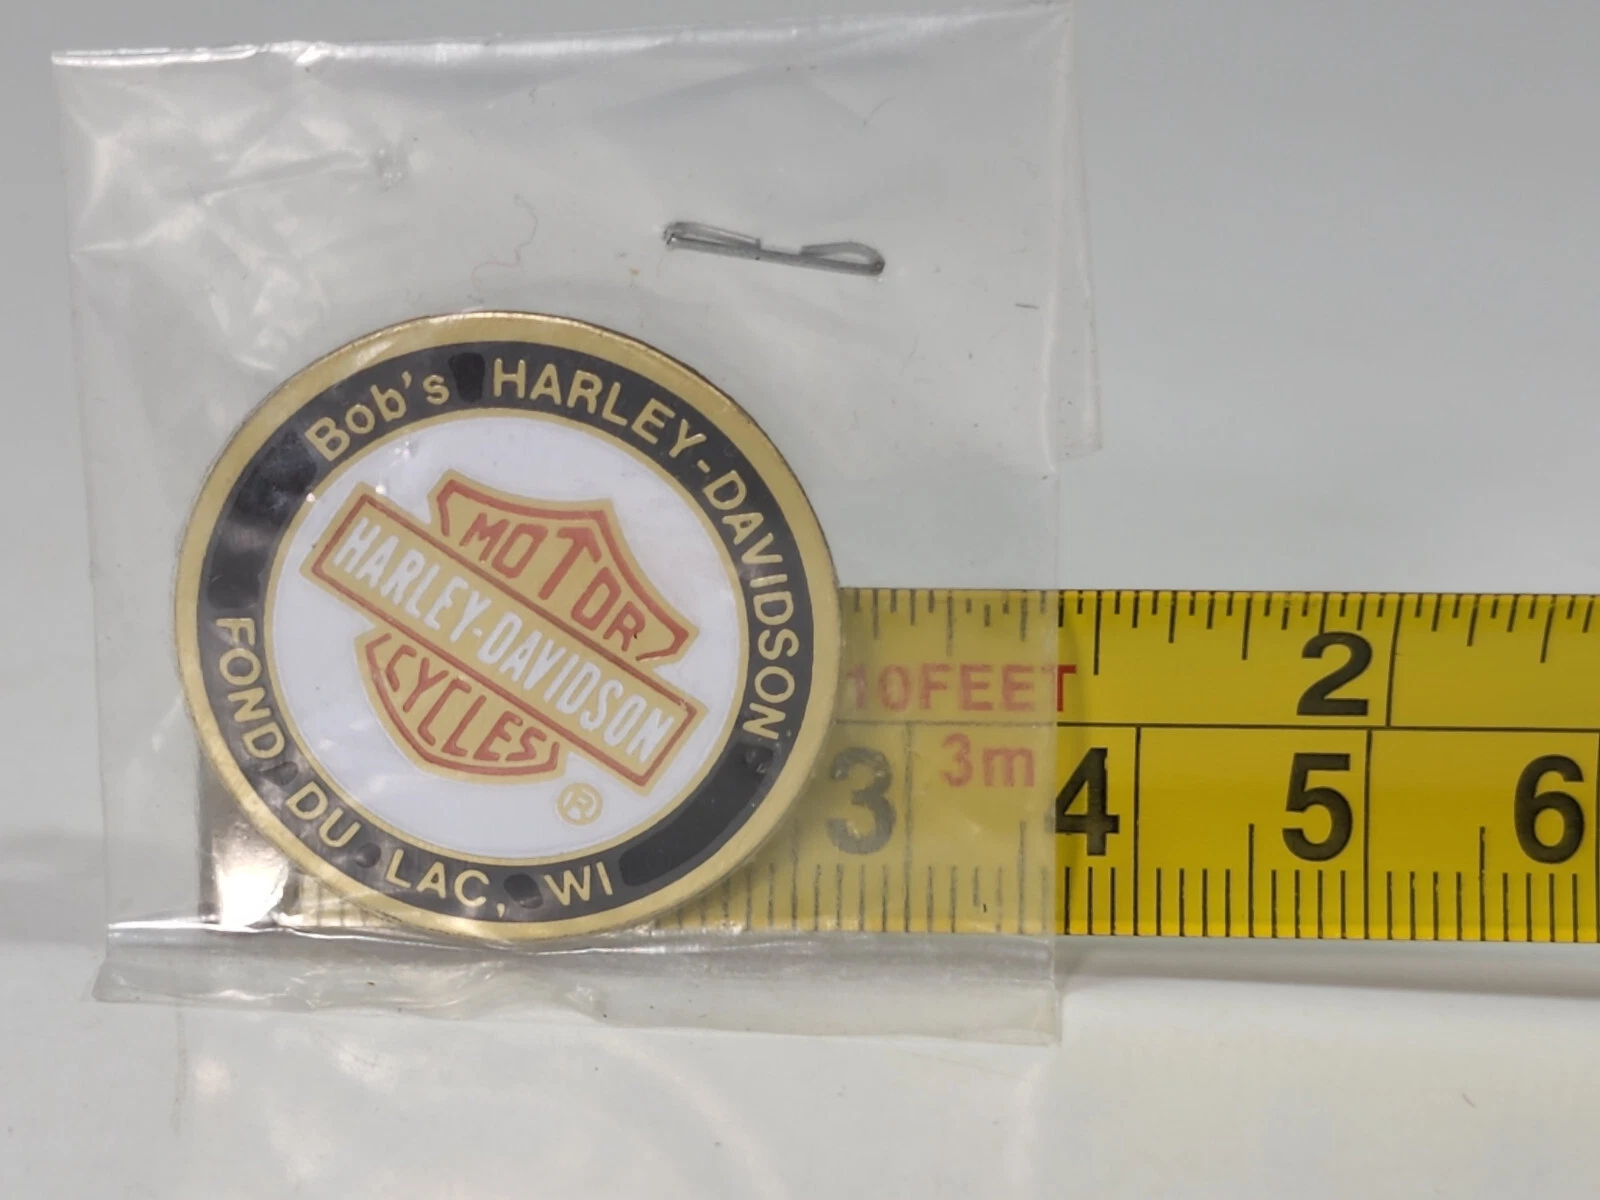 Bob's HARLEY-DAVIDSON
MOTOR
HARLEY-DAVIDSON
CYCLES
®
FOND DU LAC, WI
10FEET 2
3 3m 4 5 6